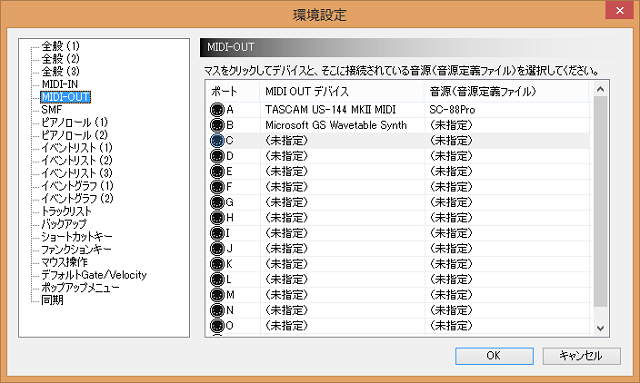 環境設定
全般 (1)
全般 (2)
全般 (3)
MIDI-IN
MIDI-OUT
SMF
ピアノロール (1)
ピアノロール (2)
イベントリスト (1)
イベントリスト (2)
イベントリスト (3)
イベントグラフ (1)
イベントグラフ (2)
トラックリスト
バックアップ
ショートカットキー
ファンクションキー
マウス操作
デフォルトGate/Velocity
ポップアップメニュー
同期
MIDI-OUT
マスをクリックしてデバイスと、そこに接続されている音源（音源定義ファイル）を選択してください。
ポート MIDI OUT デバイス 音源（音源定義ファイル）
A TASCAM US-144 MKII MIDI SC-88Pro
B Microsoft GS Wavetable Synth （未指定）
C （未指定） （未指定）
D （未指定） （未指定）
E （未指定） （未指定）
F （未指定） （未指定）
G （未指定） （未指定）
H （未指定） （未指定）
I （未指定） （未指定）
J （未指定） （未指定）
K （未指定） （未指定）
L （未指定） （未指定）
M （未指定） （未指定）
N （未指定） （未指定）
O （未指定） （未指定）
OK キャンセル